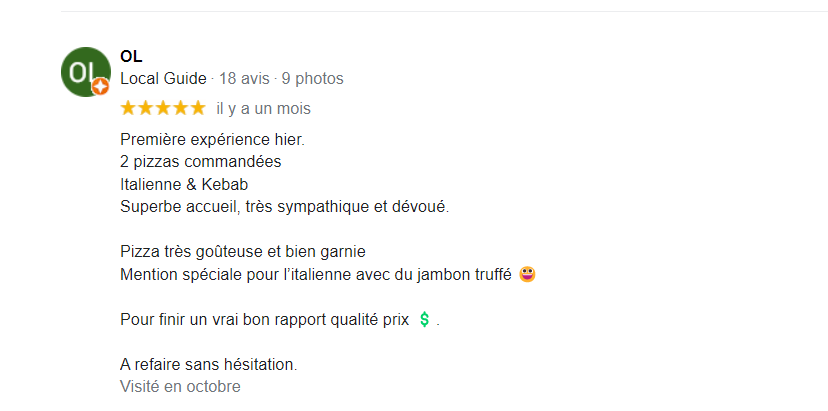 OL
OL
Local Guide · 18 avis · 9 photos
il y a un mois
Première expérience hier.
2 pizzas commandées
Italienne & Kebab
Superbe accueil, très sympathique et dévoué.
Pizza très goûteuse et bien garnie
Mention spéciale pour l’italienne avec du jambon truffé 😀
Pour finir un vrai bon rapport qualité prix 💲 .
A refaire sans hésitation.
Visité en octobre